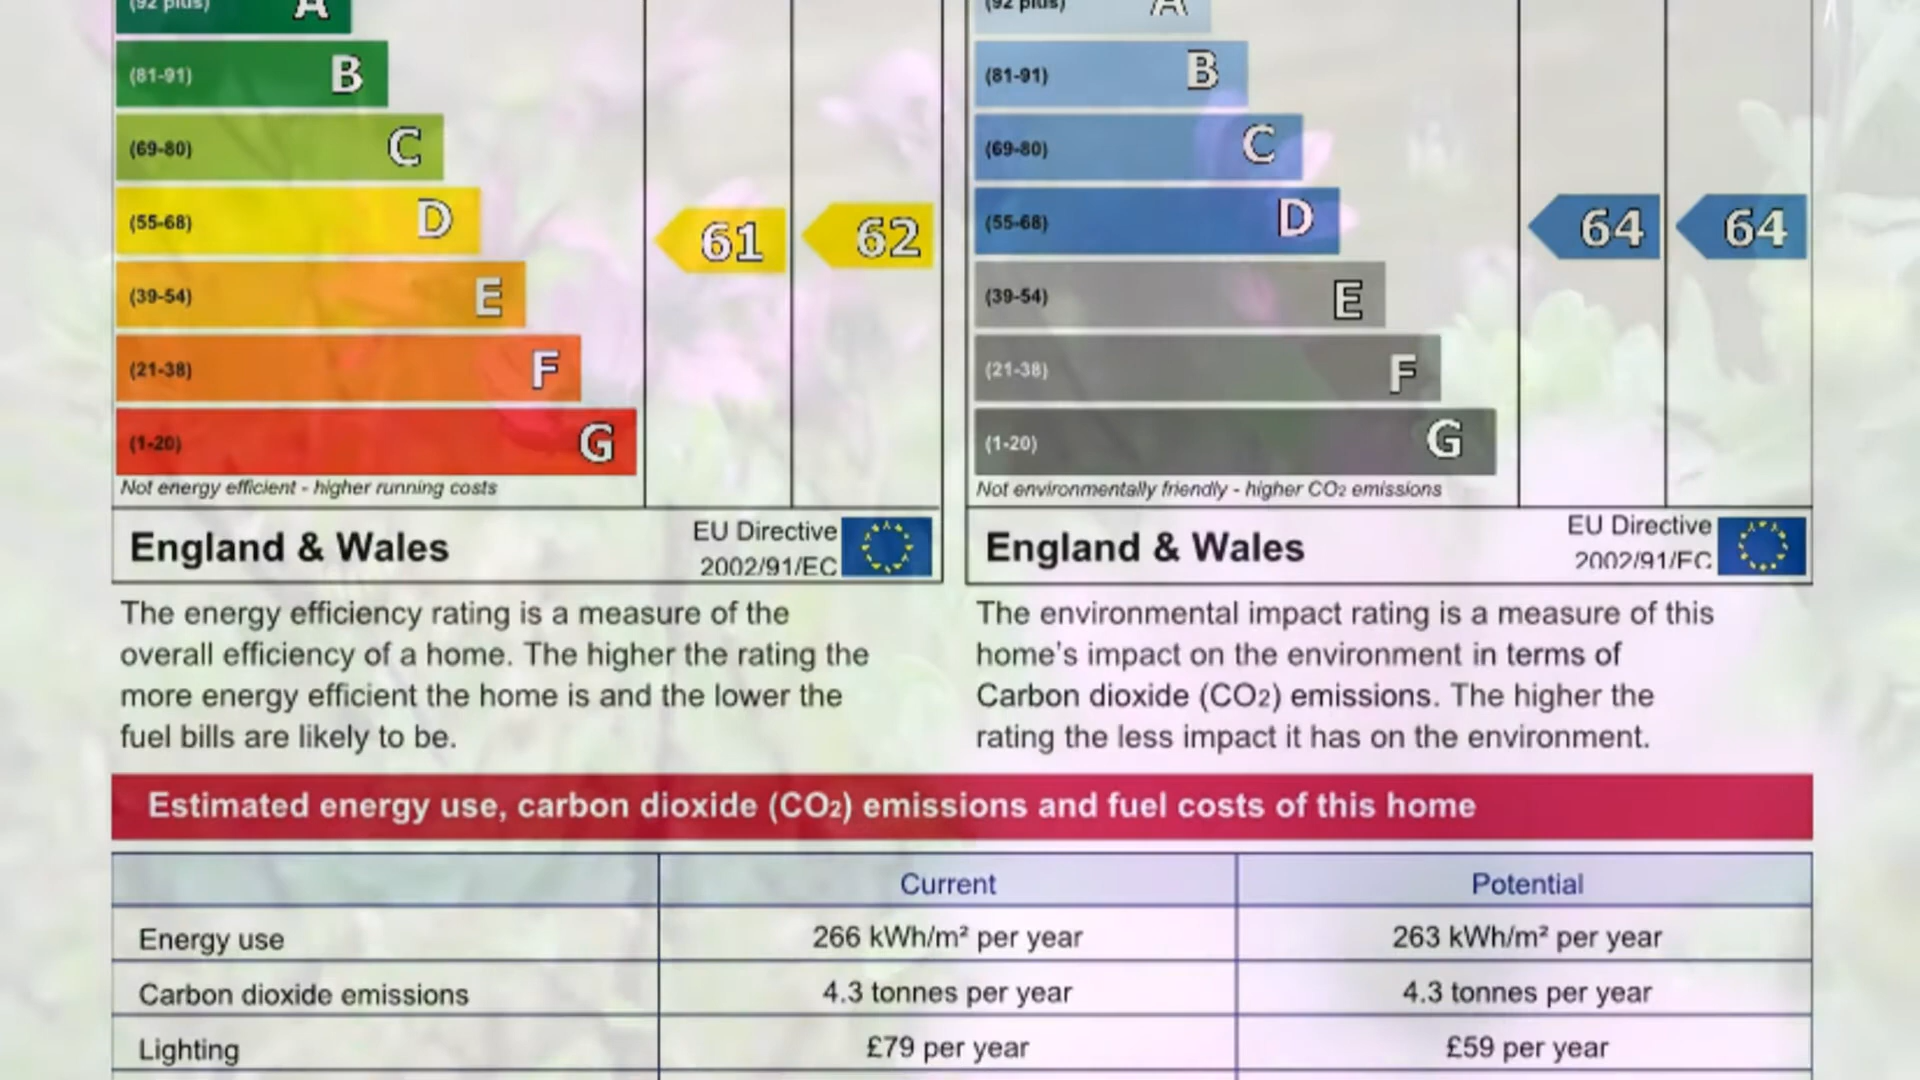 (92 plus) A
(81-91) B
(69-80) C
(55-68) D
(39-54) E
(21-38) F
(1-20) G
61 62
Not energy efficient - higher running costs
England & Wales
EU Directive
2002/91/EC
The energy efficiency rating is a measure of the
overall efficiency of a home. The higher the rating the
more energy efficient the home is and the lower the
fuel bills are likely to be.
(92 plus) A
(81-91) B
(69-80) C
(55-68) D
(39-54) E
(21-38) F
(1-20) G
64 64
Not environmentally friendly - higher CO2 emissions
England & Wales
EU Directive
2002/91/EC
The environmental impact rating is a measure of this
home's impact on the environment in terms of
Carbon dioxide (CO2) emissions. The higher the
rating the less impact it has on the environment.
Estimated energy use, carbon dioxide (CO2) emissions and fuel costs of this home
Current Potential
Energy use 266 kWh/m² per year 263 kWh/m² per year
Carbon dioxide emissions 4.3 tonnes per year 4.3 tonnes per year
Lighting £79 per year £59 per year